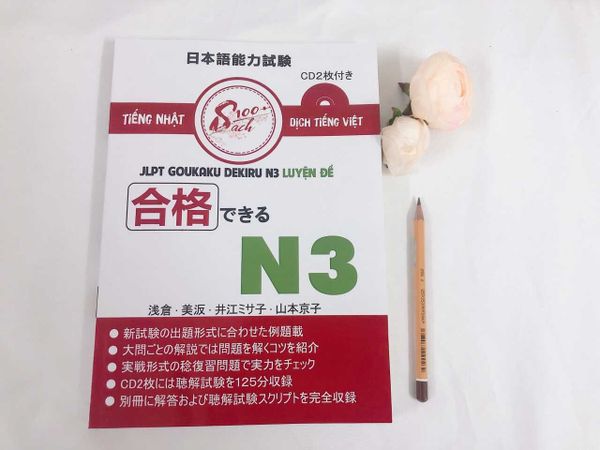 日本語能力試験
CD2枚付き
TIẾNG NHẬT
100+
Sach
DỊCH TIẾNG VIỆT
JLPT GOUKAKU DEKIRU N3 LUYỆN ĐỀ
合格できる
N3
浅倉・美波・井江ミサ子・山本京子
● 新試験の出題形式に合わせた例題載
● 大問ごとの解説では問題を解くコツを紹介
● 実戦形式の稔復習問題で実力をチェック
● CD2枚には聴解試験を125分収録
● 別冊に解答および聴解試験スクリプトを完全収録